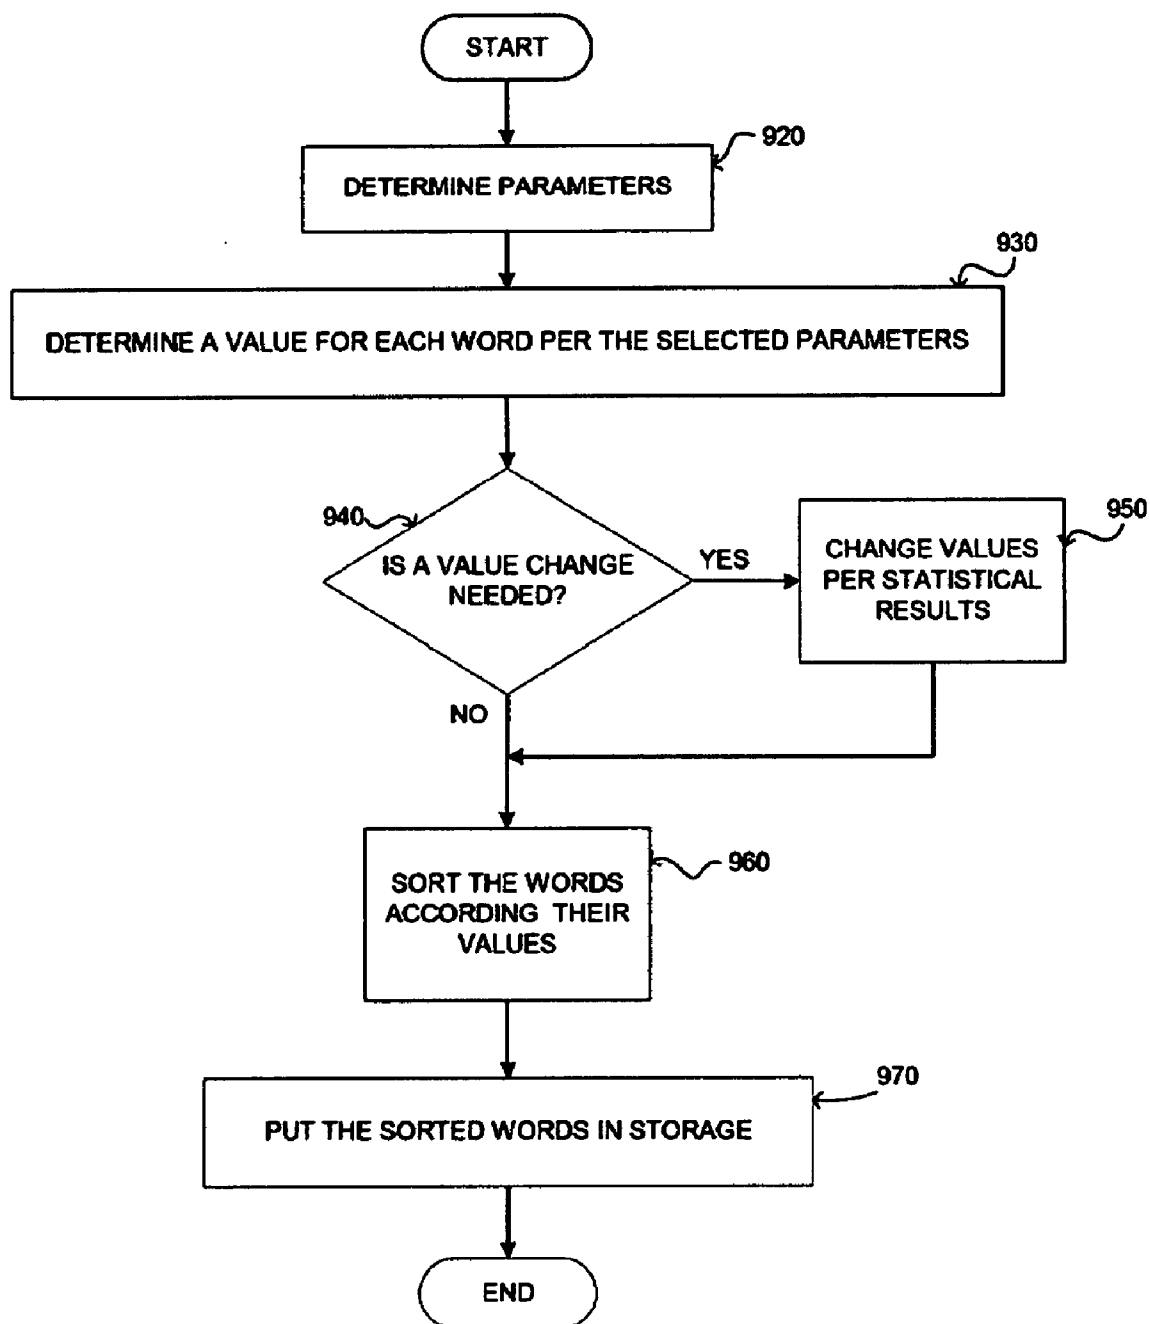 START
920
DETERMINE PARAMETERS
930
DETERMINE A VALUE FOR EACH WORD PER THE SELECTED PARAMETERS
940
IS A VALUE CHANGE
NEEDED?
YES
950
CHANGE VALUES
PER STATISTICAL
RESULTS
NO
960
SORT THE WORDS
ACCORDING THEIR
VALUES
970
PUT THE SORTED WORDS IN STORAGE
END